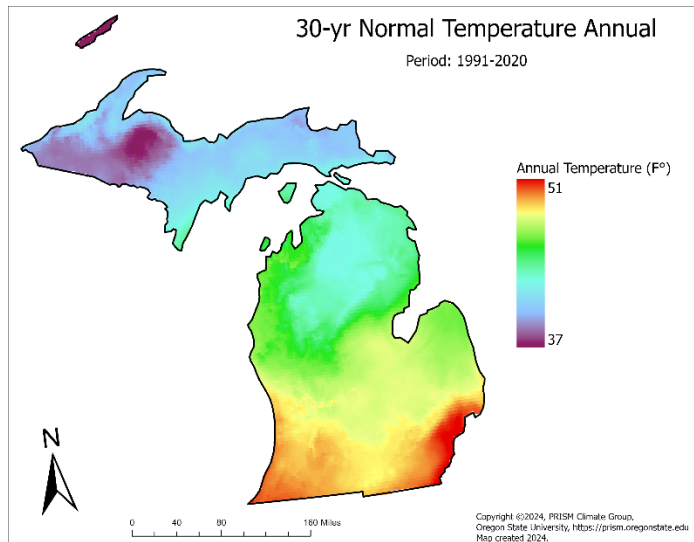 30-yr Normal Temperature Annual
Period: 1991-2020
Annual Temperature (F°)
51
37
N
0 40 80 160 Miles
Copyright ©2024, PRISM Climate Group,
Oregon State University, https://prism.oregonstate.edu
Map created 2024.